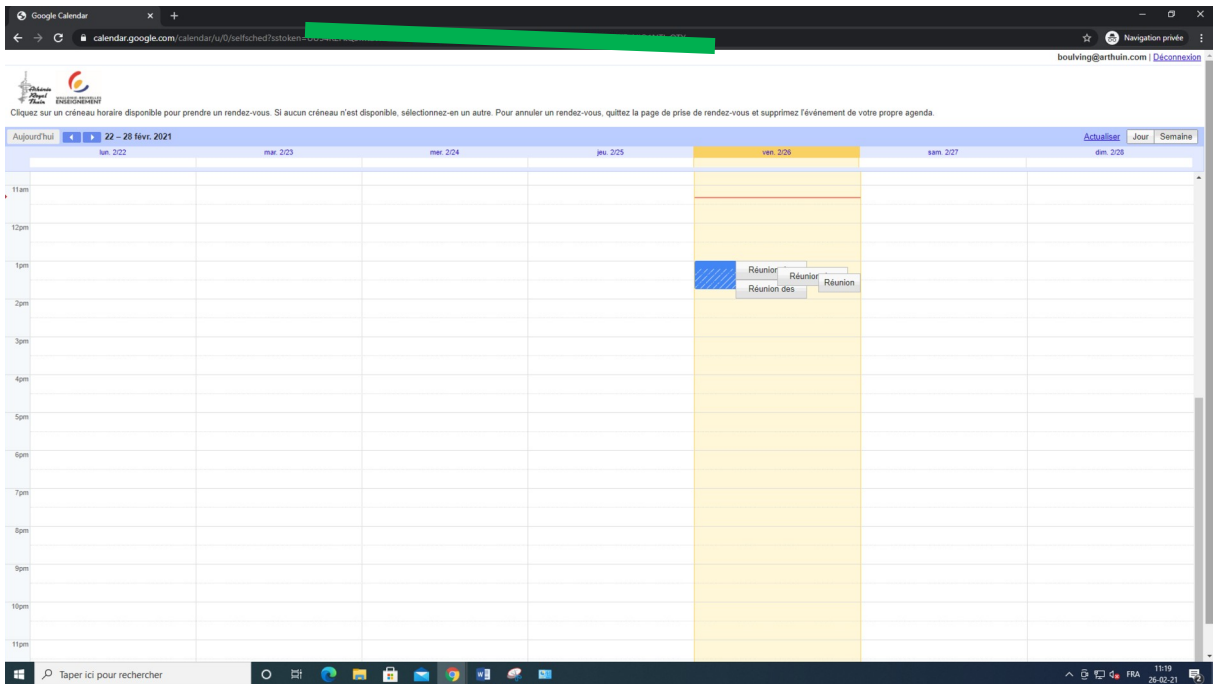 Google Calendar
calendar.google.com/calendar/u/0/selfsched?sstoken=
Navigation privée
boulving@arthuin.com | Déconnexion
Athénée
Royal
Thuin
WALLONIE-BRUXELLES
ENSEIGNEMENT
Cliquez sur un créneau horaire disponible pour prendre un rendez-vous. Si aucun créneau n'est disponible, sélectionnez-en un autre. Pour annuler un rendez-vous, quittez la page de prise de rendez-vous et supprimez l'événement de votre propre agenda.
Aujourd'hui 22 – 28 févr. 2021 Actualiser Jour Semaine
lun. 2/22 mar. 2/23 mer. 2/24 jeu. 2/25 ven. 2/26 sam. 2/27 dim. 2/28
11am
12pm
1pm
Réunion
Réunion
Réunion
Réunion des
2pm
3pm
4pm
5pm
6pm
7pm
8pm
9pm
10pm
11pm
Taper ici pour rechercher
FRA
11:19
26-02-21
2